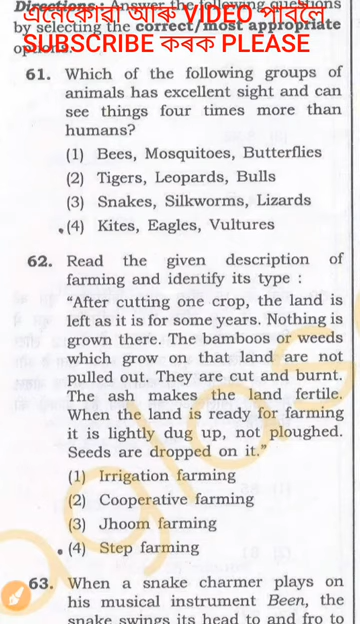 Directions : Answer the following questions
এনেকোৱা আৰু VIDEO পাবলৈ
by selecting the correct/most appropriate
SUBSCRIBE কৰক PLEASE
61. Which of the following groups of
animals has excellent sight and can
see things four times more than
humans?
(1) Bees, Mosquitoes, Butterflies
(2) Tigers, Leopards, Bulls
(3) Snakes, Silkworms, Lizards
(4) Kites, Eagles, Vultures
62. Read the given description of
farming and identify its type :
“After cutting one crop, the land is
left as it is for some years. Nothing is
grown there. The bamboos or weeds
which grow on that land are not
pulled out. They are cut and burnt.
The ash makes the land fertile.
When the land is ready for farming
it is lightly dug up, not ploughed.
Seeds are dropped on it.”
(1) Irrigation farming
(2) Cooperative farming
(3) Jhoom farming
(4) Step farming
63. When a snake charmer plays on
his musical instrument Been, the
snake swings its head to and fro to